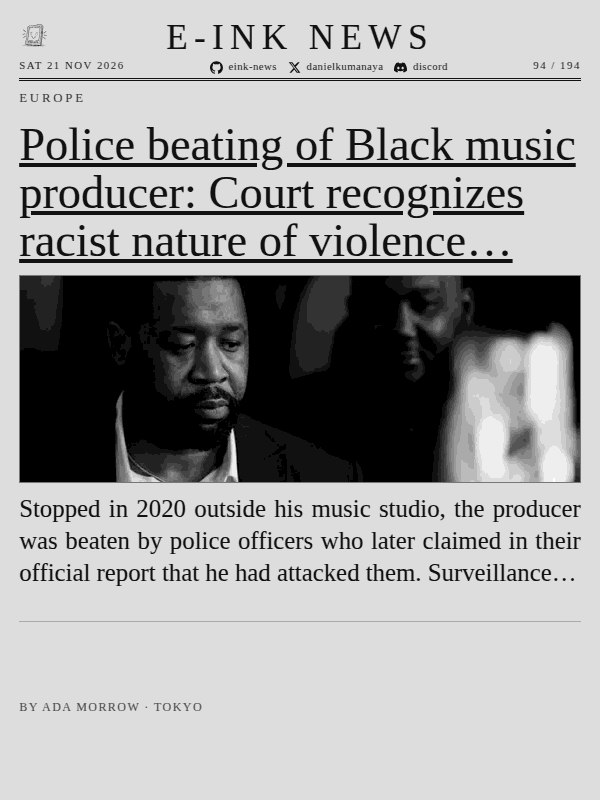 E-INK NEWS
SAT 21 NOV 2026
eink-news
danielkumanaya
discord
94 / 194
EUROPE
Police beating of Black music
producer: Court recognizes
racist nature of violence…
Stopped in 2020 outside his music studio, the producer
was beaten by police officers who later claimed in their
official report that he had attacked them. Surveillance…
BY ADA MORROW · TOKYO